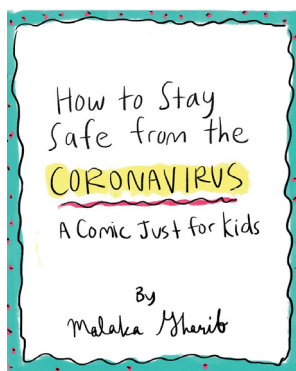 How to Stay
Safe from the
CORONAVIRUS
A Comic Just for kids
By
Malaka Gharib